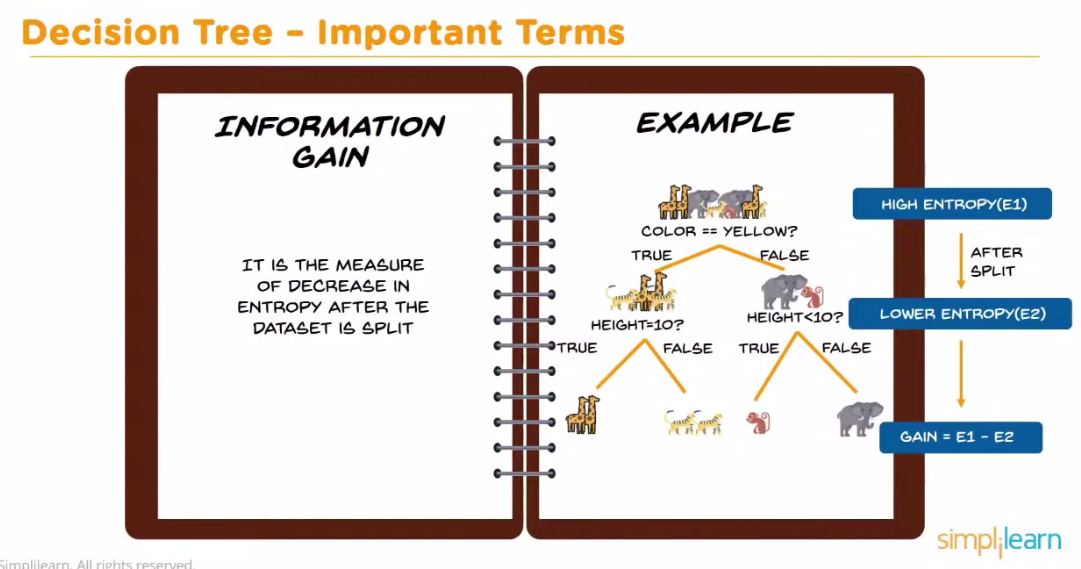 Decision Tree – Important Terms
INFORMATION
GAIN
IT IS THE MEASURE
OF DECREASE IN
ENTROPY AFTER THE
DATASET IS SPLIT
EXAMPLE
COLOR == YELLOW?
TRUE
FALSE
HEIGHT=10?
HEIGHT<10?
TRUE
FALSE
TRUE
FALSE
HIGH ENTROPY(E1)
AFTER
SPLIT
LOWER ENTROPY(E2)
GAIN = E1 - E2
simplilearn
Simplilearn. All rights reserved.